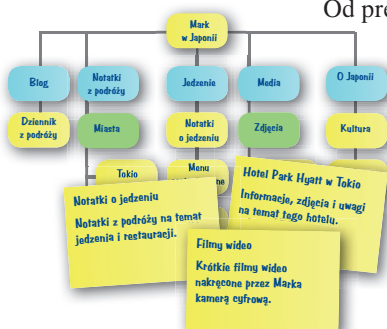 Od pre
Mark
w Japonii
Blog
Notatki
z podróży
Jedzenie
Media
O Japonii
Dziennik
z podróży
Miasta
Notatki
o jedzeniu
Zdjęcia
Kultura
Tokio
Menu
Notatki o jedzeniu
Notatki z podróży na temat
jedzenia i restauracji.
Hotel Park Hyatt w Tokio
Informacje, zdjęcia i uwagi
na temat tego hotelu.
Filmy wideo
Krótkie filmy wideo
nakręcone przez Marka
kamerą cyfrową.